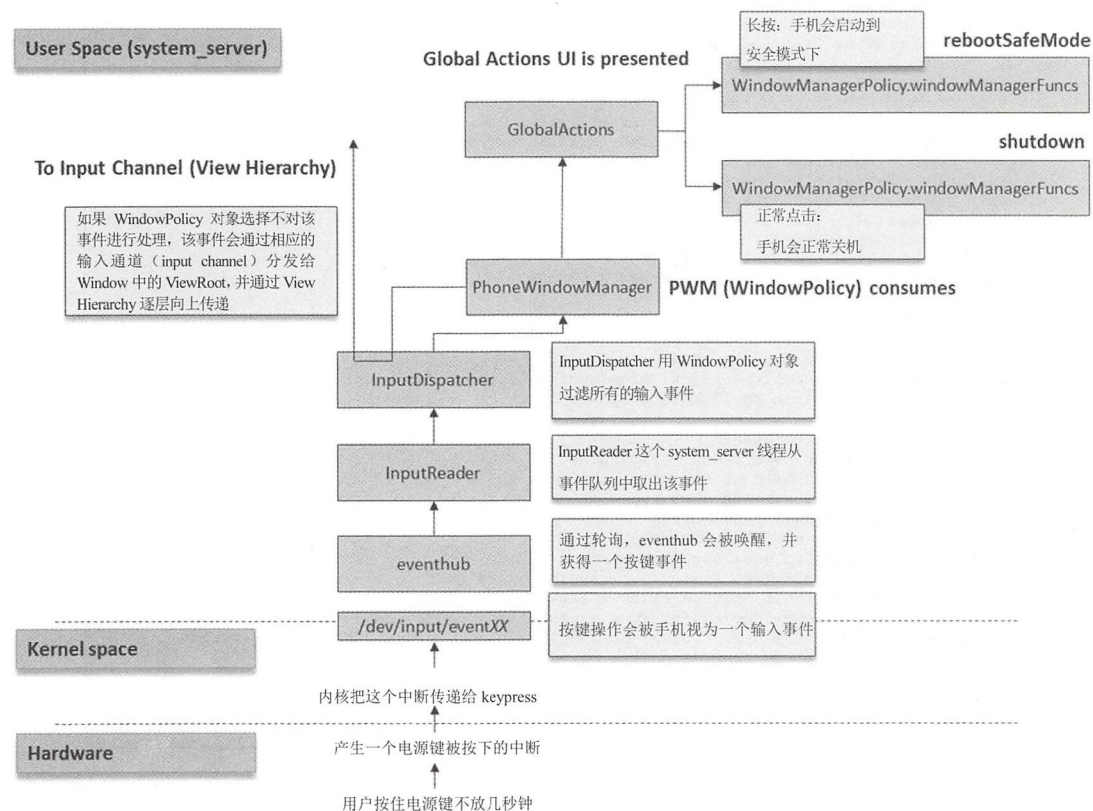 User Space (system_server)
长按：手机会启动到
安全模式下
rebootSafeMode
Global Actions UI is presented
WindowManagerPolicy.windowManagerFuncs
GlobalActions
shutdown
To Input Channel (View Hierarchy)
WindowManagerPolicy.windowManagerFuncs
如果 WindowPolicy 对象选择不对该
事件进行处理，该事件会通过相应的
输入通道（input channel）分发给
Window 中的 ViewRoot，并通过 View
Hierarchy 逐层向上传递
正常点击：
手机会正常关机
PhoneWindowManager
PWM (WindowPolicy) consumes
InputDispatcher
InputDispatcher 用 WindowPolicy 对象
过滤所有的输入事件
InputReader
InputReader 这个 system_server 线程从
事件队列中取出该事件
eventhub
通过轮询，eventhub 会被唤醒，并
获得一个按键事件
/dev/input/eventXX
按键操作会被手机视为一个输入事件
Kernel space
内核把这个中断传递给 keypress
Hardware
产生一个电源键被按下的中断
用户按住电源键不放几秒钟